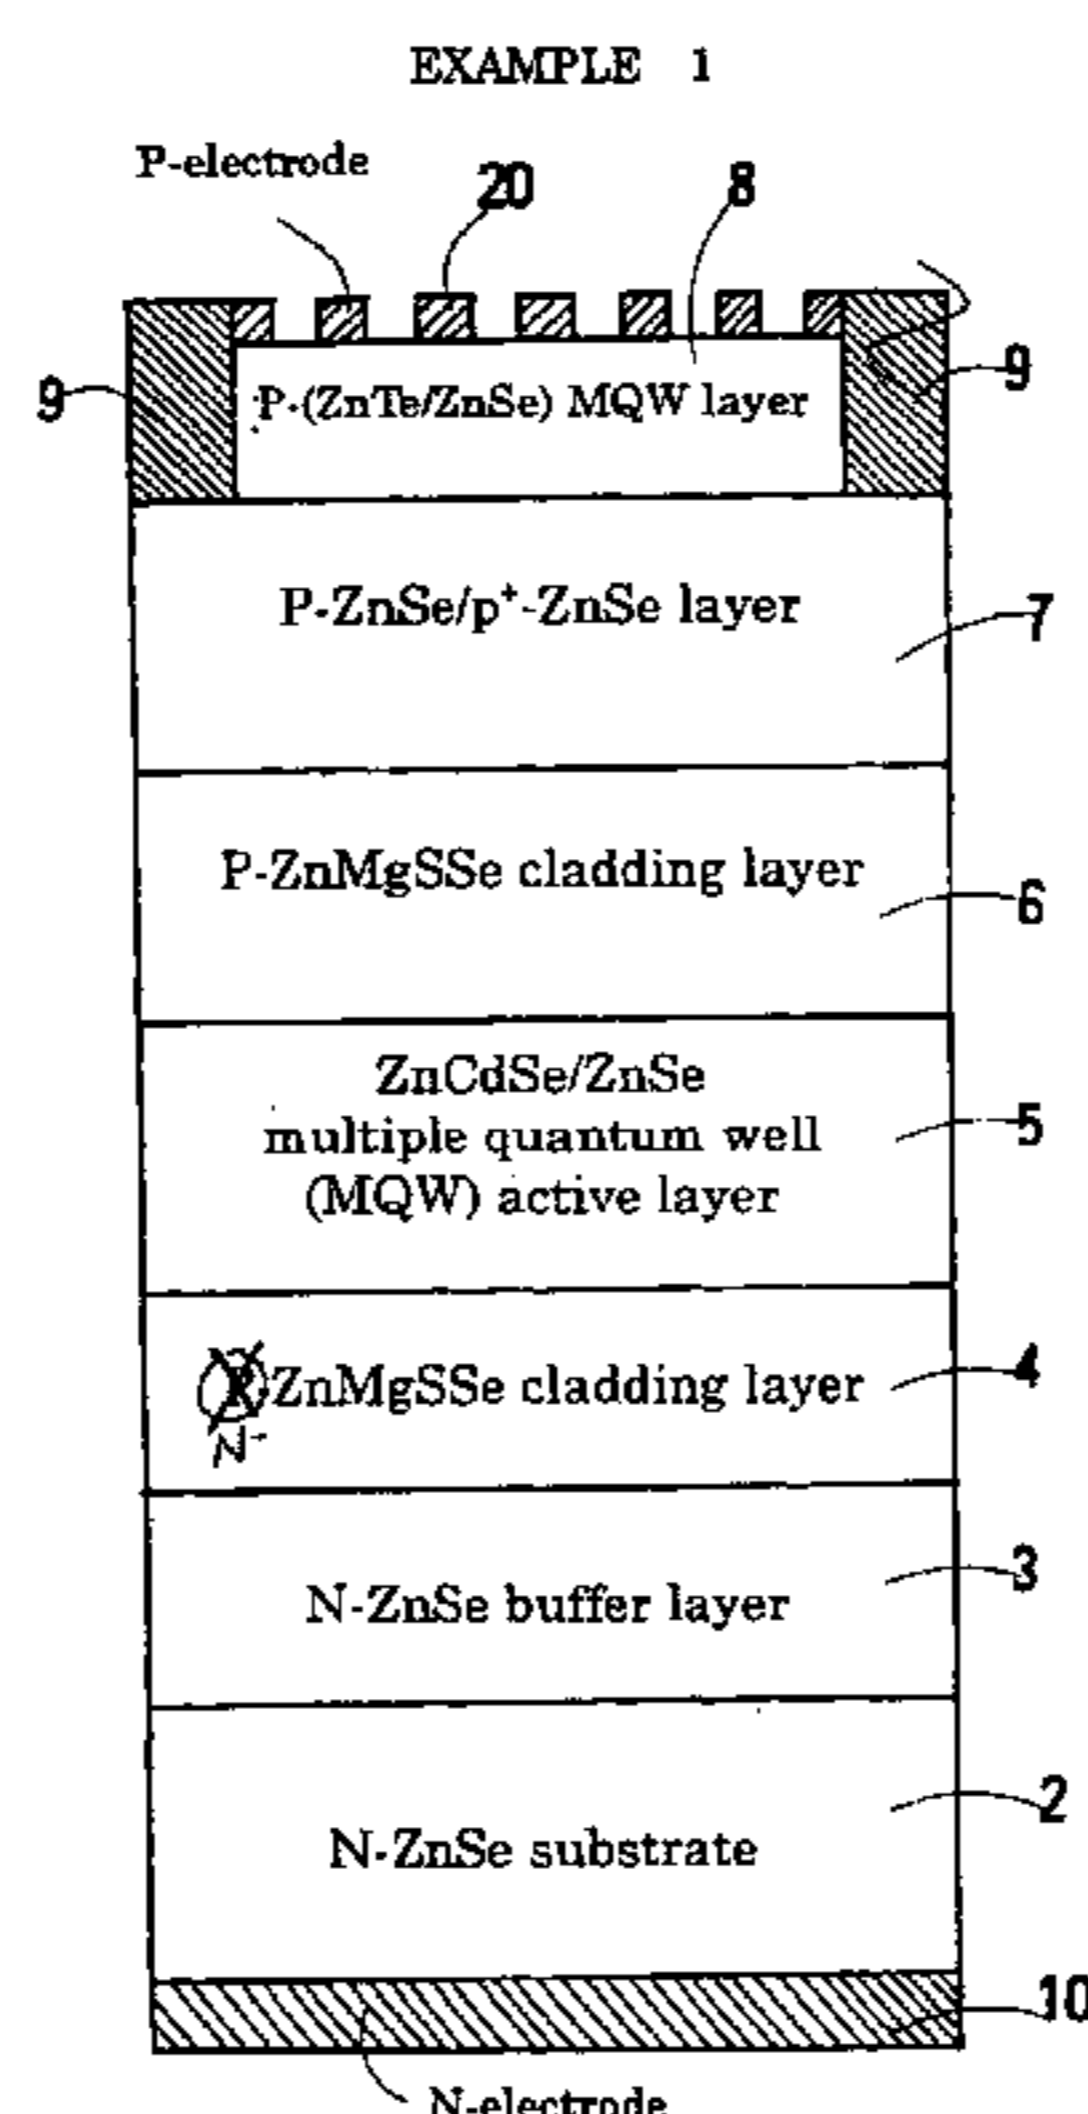 EXAMPLE 1
P-electrode
20
8
9
9
P-(ZnTe/ZnSe) MQW layer
P-ZnSe/p⁺-ZnSe layer
7
P-ZnMgSSe cladding layer
6
ZnCdSe/ZnSe
multiple quantum well
(MQW) active layer
5
ZnMgSSe cladding layer
N-
4
N-ZnSe buffer layer
3
N-ZnSe substrate
2
10
N-electrode